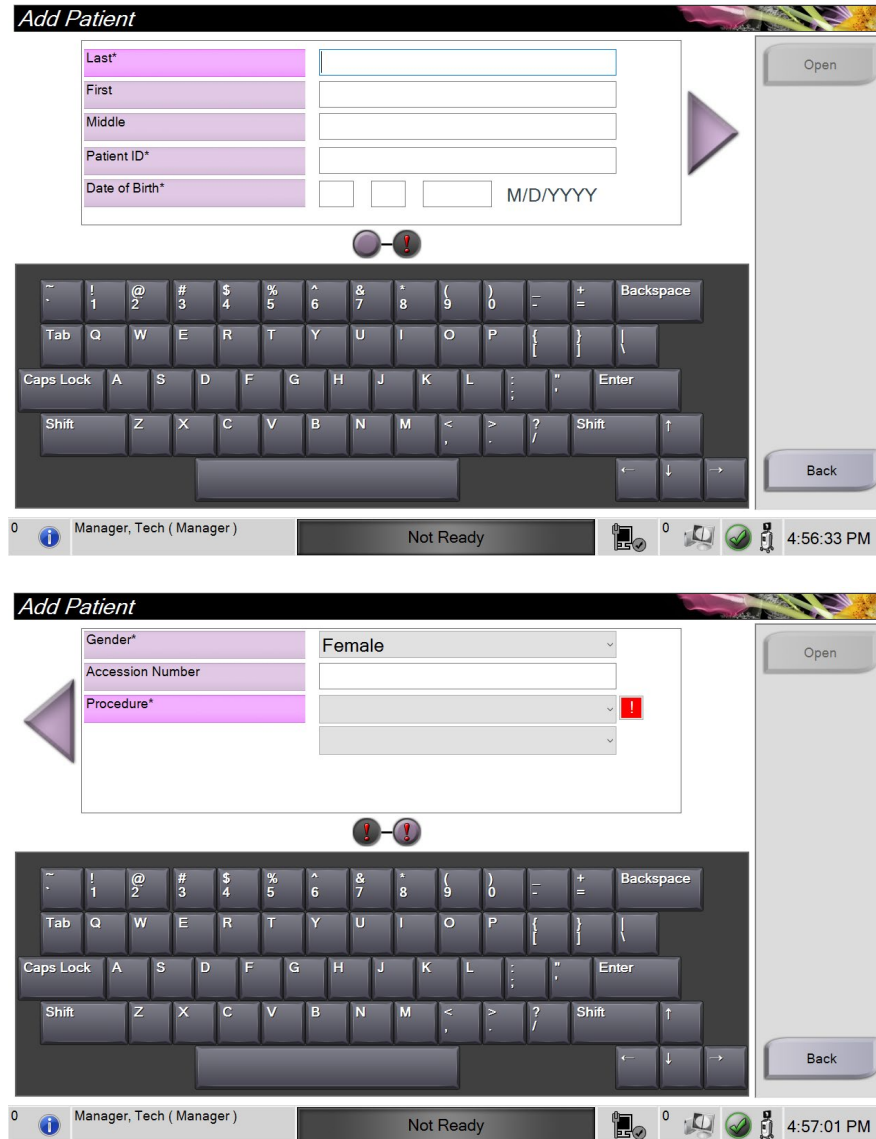 Add Patient
Last*
Open
First
Middle
Patient ID*
Date of Birth* M/D/YYYY
!
~ ! @ # $ % ^ & * ( ) _ + Backspace
` 1 2 3 4 5 6 7 8 9 0 - =
Tab Q W E R T Y U I O P { } |
[ ] \
Caps Lock A S D F G H J K L : " Enter
; '
Shift Z X C V B N M < > ? Shift ↑
, . /
← ↓ →
Back
0 Manager, Tech ( Manager ) Not Ready 0 4:56:33 PM
Add Patient
Gender* Female
Open
Accession Number
Procedure* !
! !
~ ! @ # $ % ^ & * ( ) _ + Backspace
` 1 2 3 4 5 6 7 8 9 0 - =
Tab Q W E R T Y U I O P { } |
[ ] \
Caps Lock A S D F G H J K L : " Enter
; '
Shift Z X C V B N M < > ? Shift ↑
, . /
← ↓ →
Back
0 Manager, Tech ( Manager ) Not Ready 0 4:57:01 PM